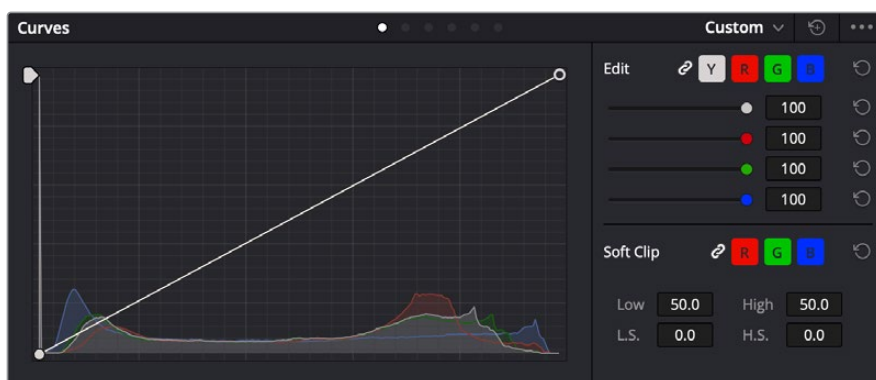 Curves Custom
Edit Y R G B
100
100
100
100
Soft Clip R G B
Low 50.0 High 50.0
L.S. 0.0 H.S. 0.0